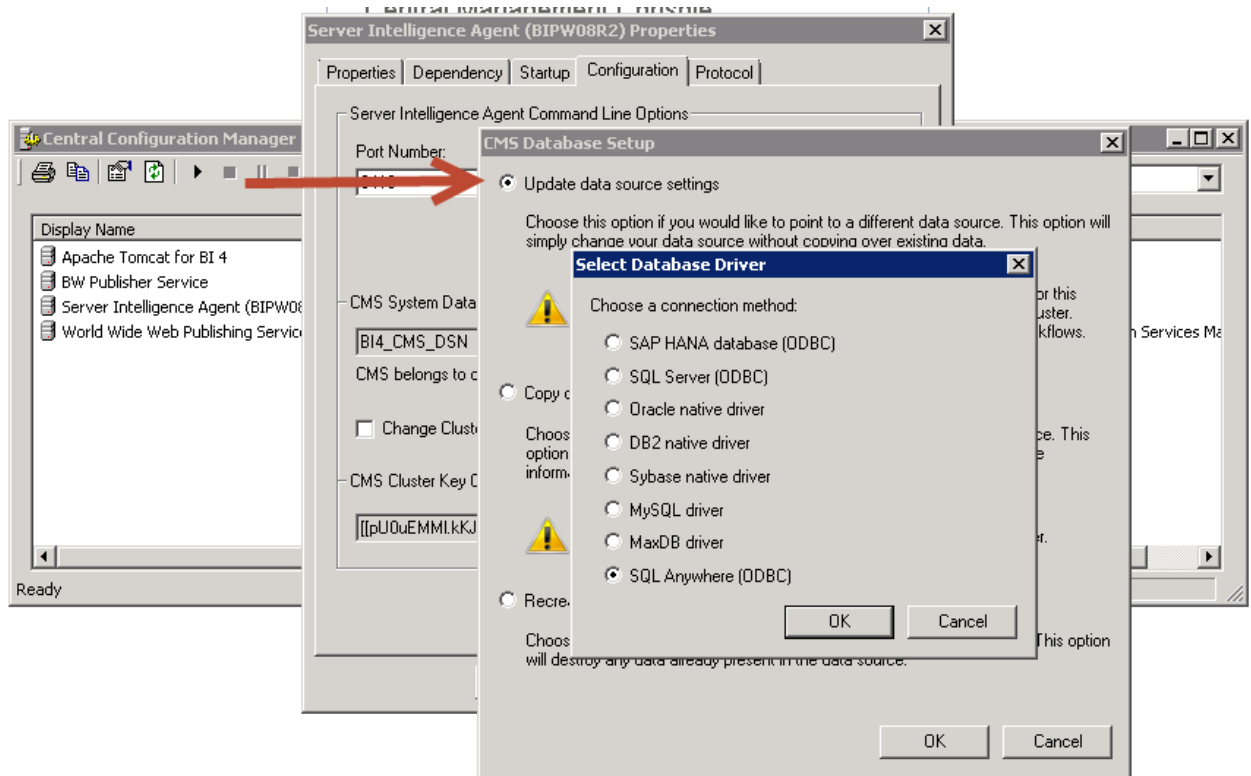 Central Management Console
Server Intelligence Agent (BIPW08R2) Properties
Properties
Dependency
Startup
Configuration
Protocol
Server Intelligence Agent Command Line Options
Port Number:
CMS System Data
BI4_CMS_DSN
CMS belongs to c
Change Clust
CMS Cluster Key C
Central Configuration Manager
Display Name
Apache Tomcat for BI 4
BW Publisher Service
Server Intelligence Agent (BIPW08
World Wide Web Publishing Servic
n Services Ma
Ready
CMS Database Setup
Update data source settings
Choose this option if you would like to point to a different data source. This option will
simply change your data source without copying over existing data.
or this
uster.
kflows.
Copy c
Choos
ce. This
option
e
inform
er.
Recre
Choos
This option
will destroy any data already present in the data source.
OK
Cancel
Select Database Driver
Choose a connection method:
SAP HANA database (ODBC)
SQL Server (ODBC)
Oracle native driver
DB2 native driver
Sybase native driver
MySQL driver
MaxDB driver
SQL Anywhere (ODBC)
OK
Cancel